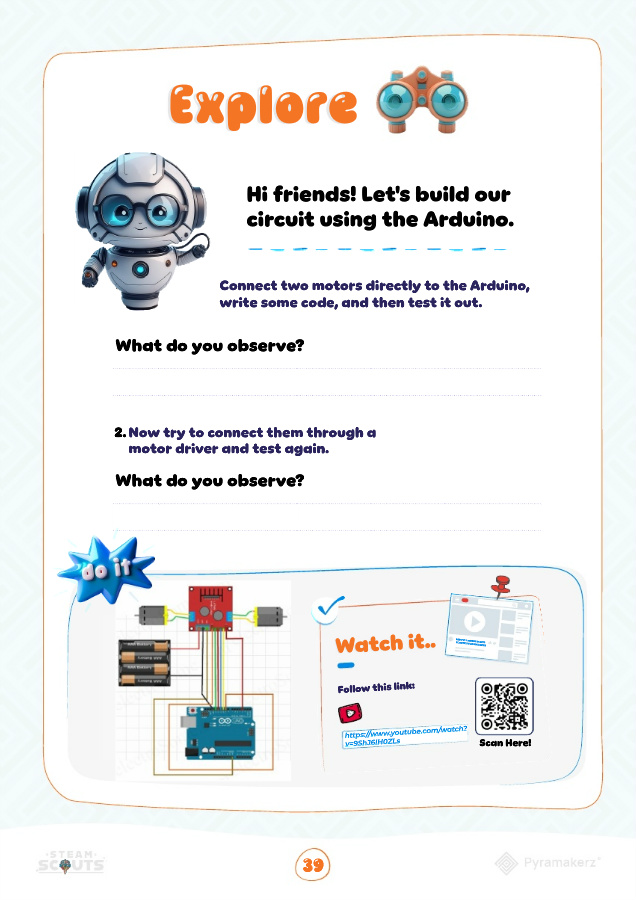 Explore
Hi friends! Let's build our
circuit using the Arduino.
Connect two motors directly to the Arduino,
write some code, and then test it out.
What do you observe?
2. Now try to connect them through a
motor driver and test again.
What do you observe?
do it
Watch it..
Follow this link:
https://www.youtube.com/watch?
v=9ShJ6IH0ZLs
Scan Here!
STEAM
SCOUTS
39
Pyramakerz